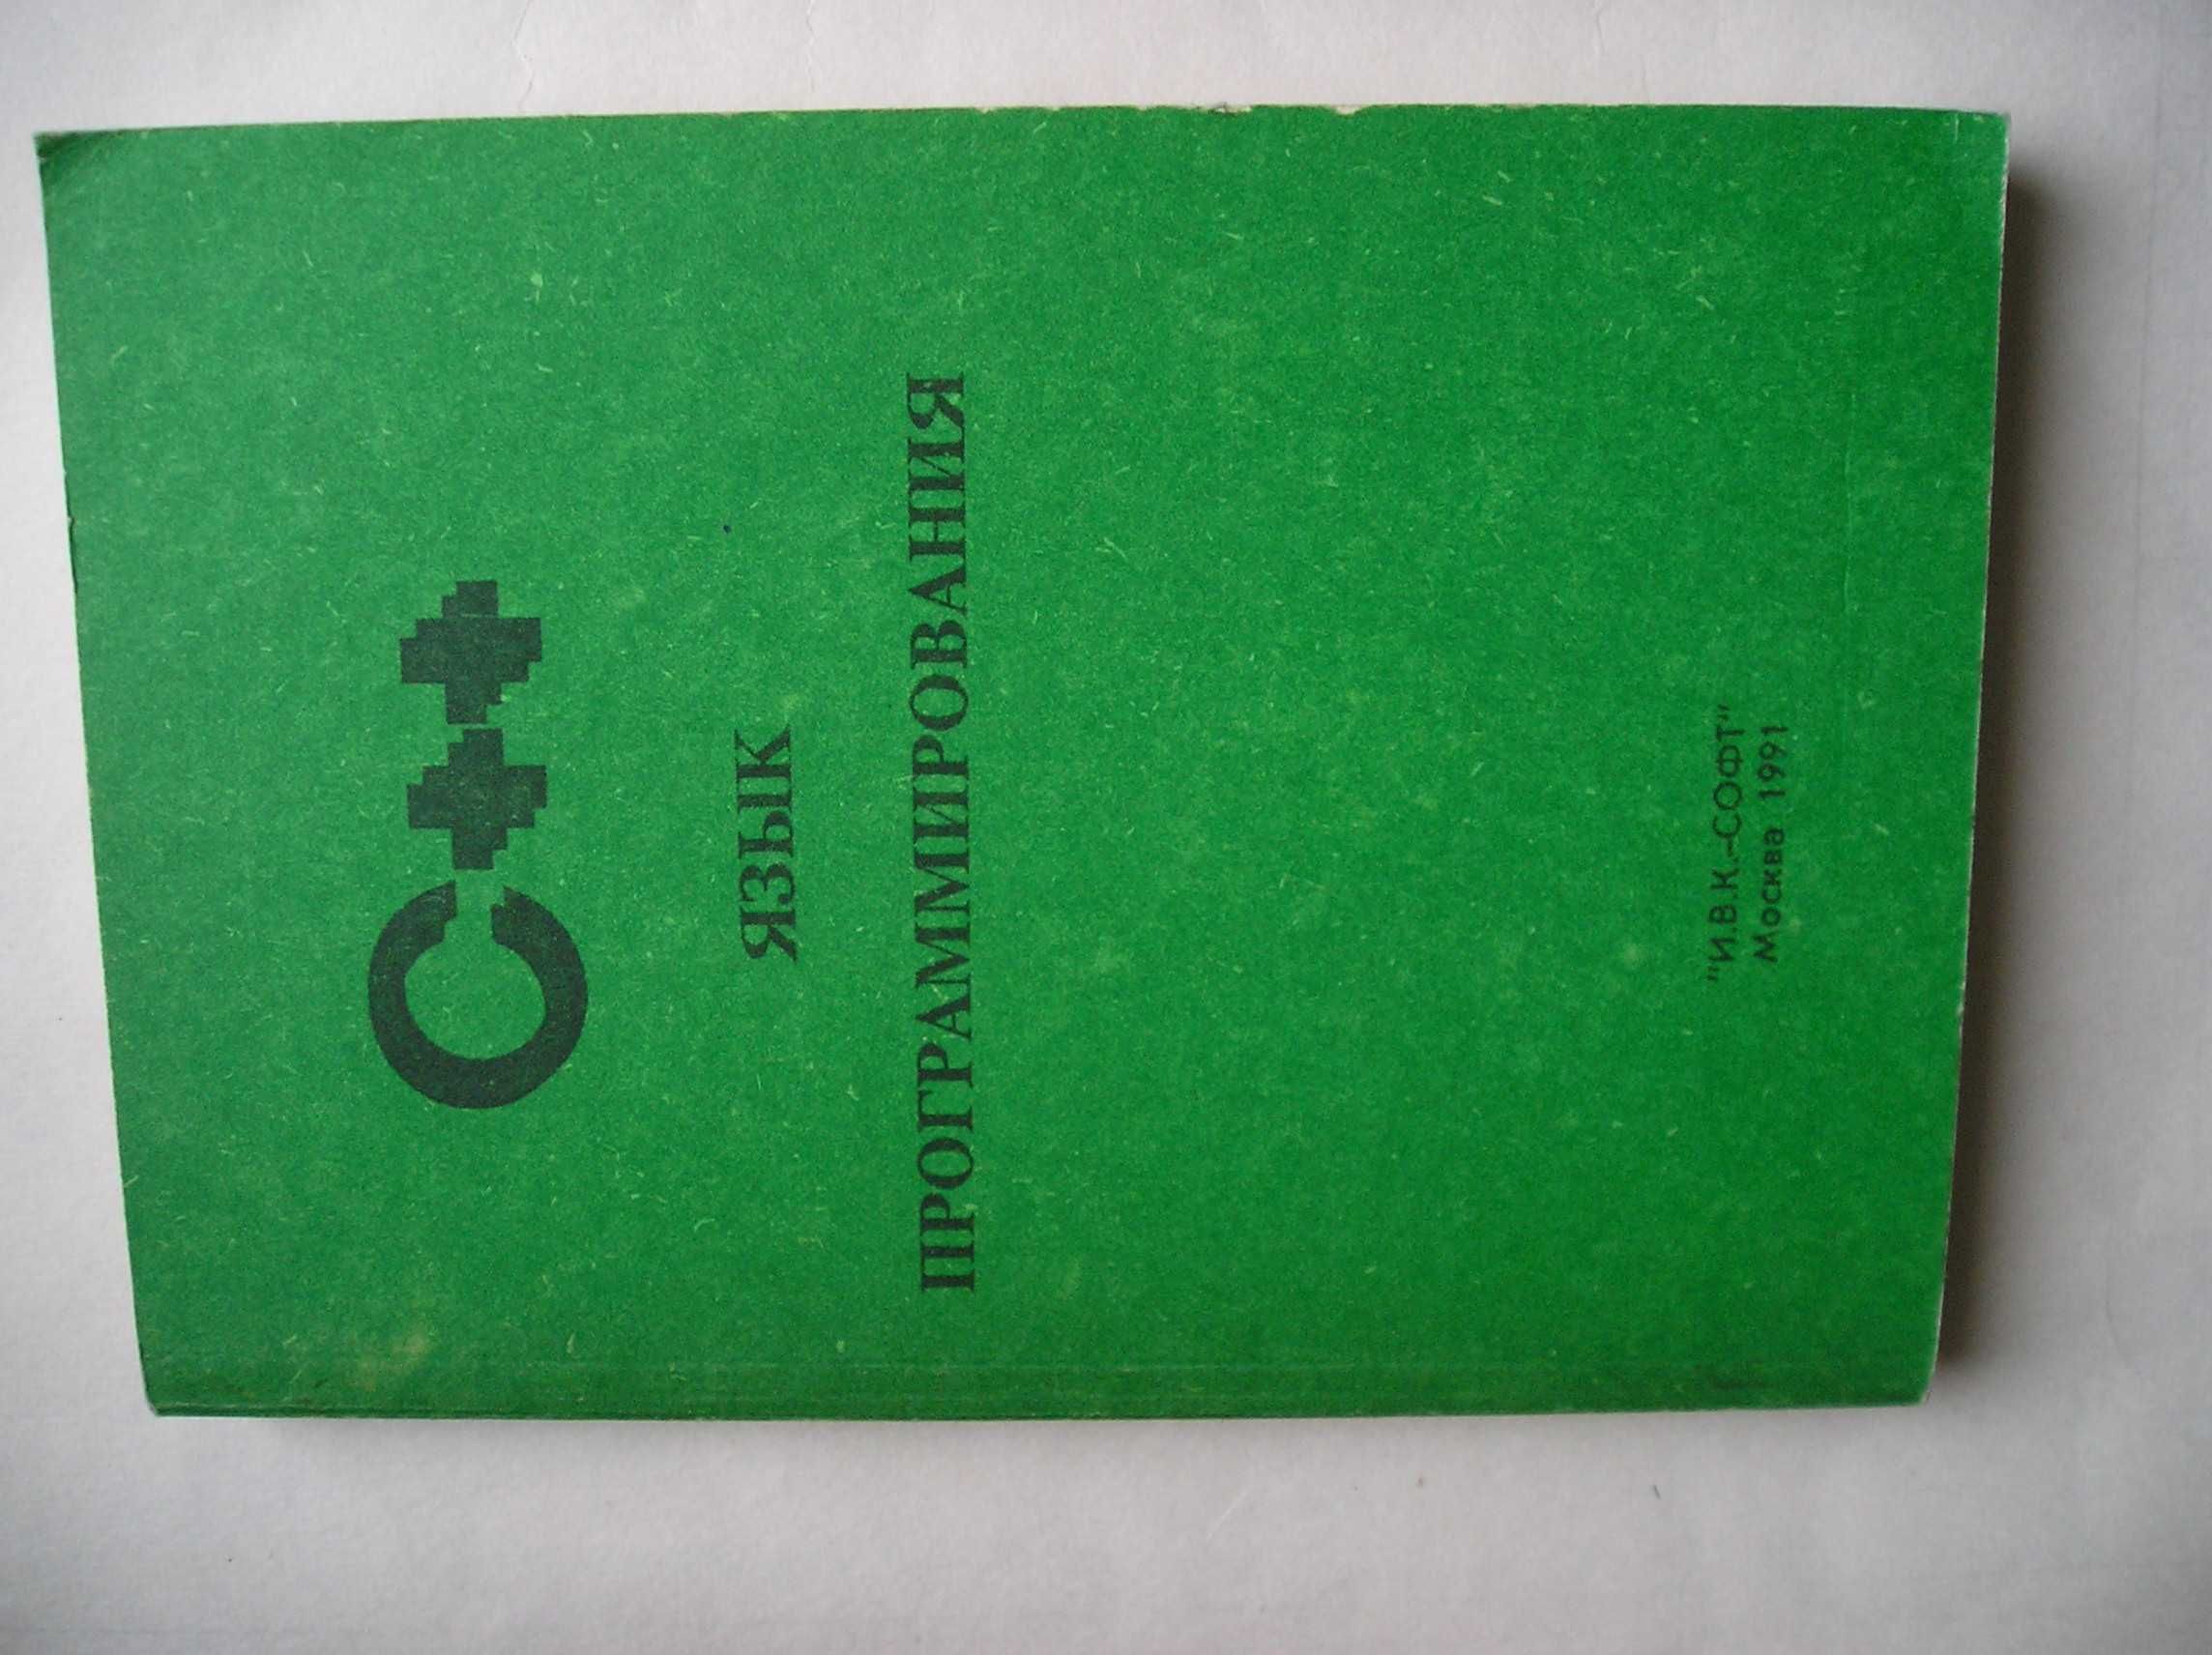 C++
ЯЗЫК
ПРОГРАММИРОВАНИЯ
"И.В.К.-СОФТ"
Москва 1991